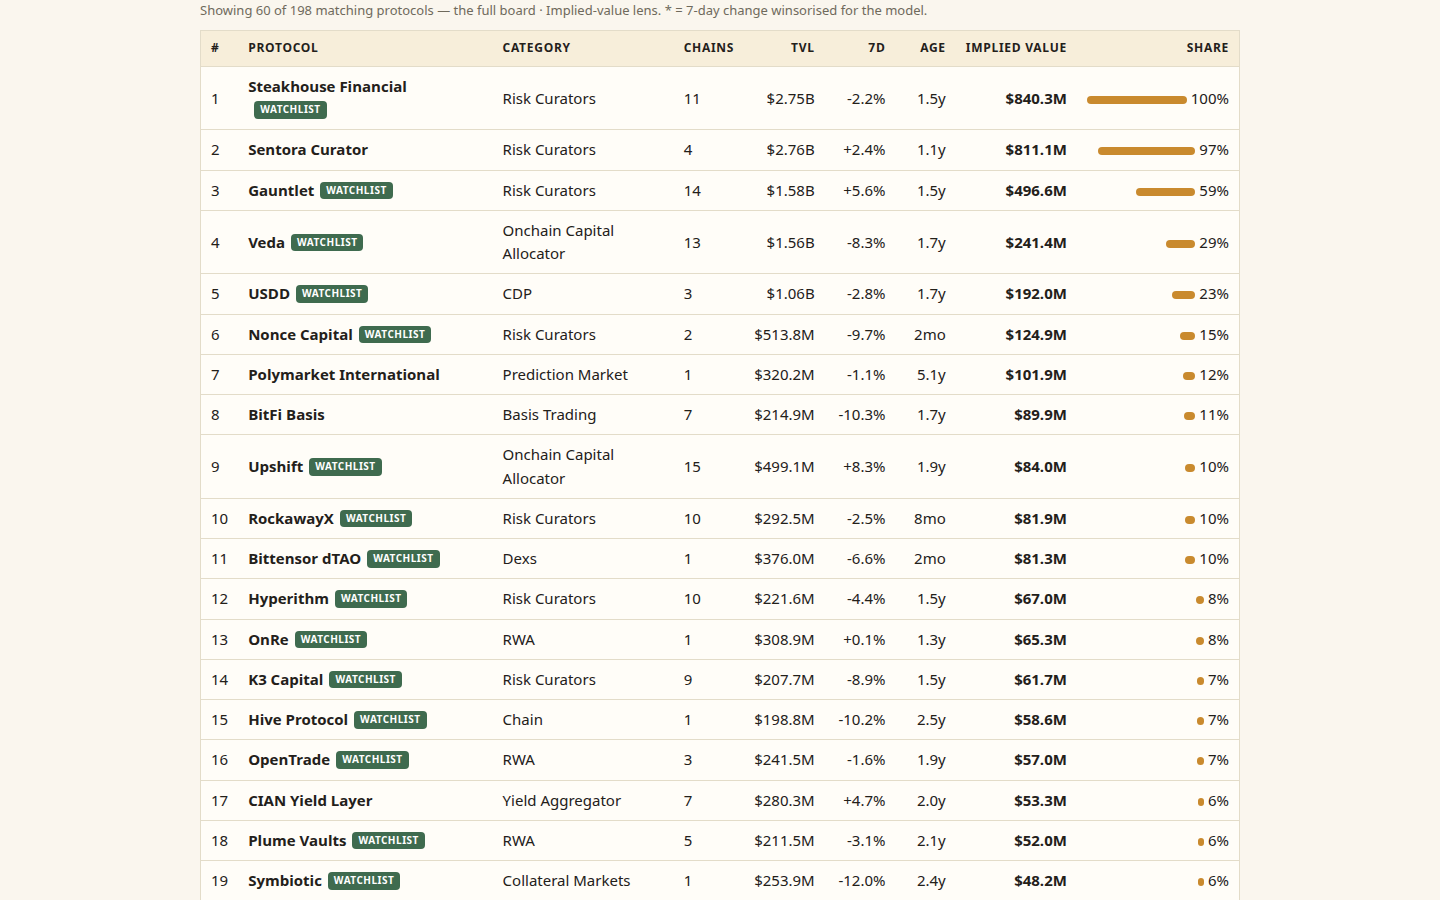 Showing 60 of 198 matching protocols — the full board · Implied-value lens. * = 7-day change winsorised for the model.
# PROTOCOL CATEGORY CHAINS TVL 7D AGE IMPLIED VALUE SHARE
1 Steakhouse Financial WATCHLIST Risk Curators 11 $2.75B -2.2% 1.5y $840.3M 100%
2 Sentora Curator Risk Curators 4 $2.76B +2.4% 1.1y $811.1M 97%
3 Gauntlet WATCHLIST Risk Curators 14 $1.58B +5.6% 1.5y $496.6M 59%
4 Veda WATCHLIST Onchain Capital Allocator 13 $1.56B -8.3% 1.7y $241.4M 29%
5 USDD WATCHLIST CDP 3 $1.06B -2.8% 1.7y $192.0M 23%
6 Nonce Capital WATCHLIST Risk Curators 2 $513.8M -9.7% 2mo $124.9M 15%
7 Polymarket International Prediction Market 1 $320.2M -1.1% 5.1y $101.9M 12%
8 BitFi Basis Basis Trading 7 $214.9M -10.3% 1.7y $89.9M 11%
9 Upshift WATCHLIST Onchain Capital Allocator 15 $499.1M +8.3% 1.9y $84.0M 10%
10 RockawayX WATCHLIST Risk Curators 10 $292.5M -2.5% 8mo $81.9M 10%
11 Bittensor dTAO WATCHLIST Dexs 1 $376.0M -6.6% 2mo $81.3M 10%
12 Hyperithm WATCHLIST Risk Curators 10 $221.6M -4.4% 1.5y $67.0M 8%
13 OnRe WATCHLIST RWA 1 $308.9M +0.1% 1.3y $65.3M 8%
14 K3 Capital WATCHLIST Risk Curators 9 $207.7M -8.9% 1.5y $61.7M 7%
15 Hive Protocol WATCHLIST Chain 1 $198.8M -10.2% 2.5y $58.6M 7%
16 OpenTrade WATCHLIST RWA 3 $241.5M -1.6% 1.9y $57.0M 7%
17 CIAN Yield Layer Yield Aggregator 7 $280.3M +4.7% 2.0y $53.3M 6%
18 Plume Vaults WATCHLIST RWA 5 $211.5M -3.1% 2.1y $52.0M 6%
19 Symbiotic WATCHLIST Collateral Markets 1 $253.9M -12.0% 2.4y $48.2M 6%